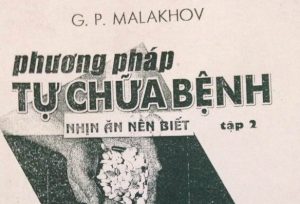 G. P. MALAKHOV
phương pháp
TỰ CHỮA BỆNH
NHỊN ĂN NÊN BIẾT tập 2